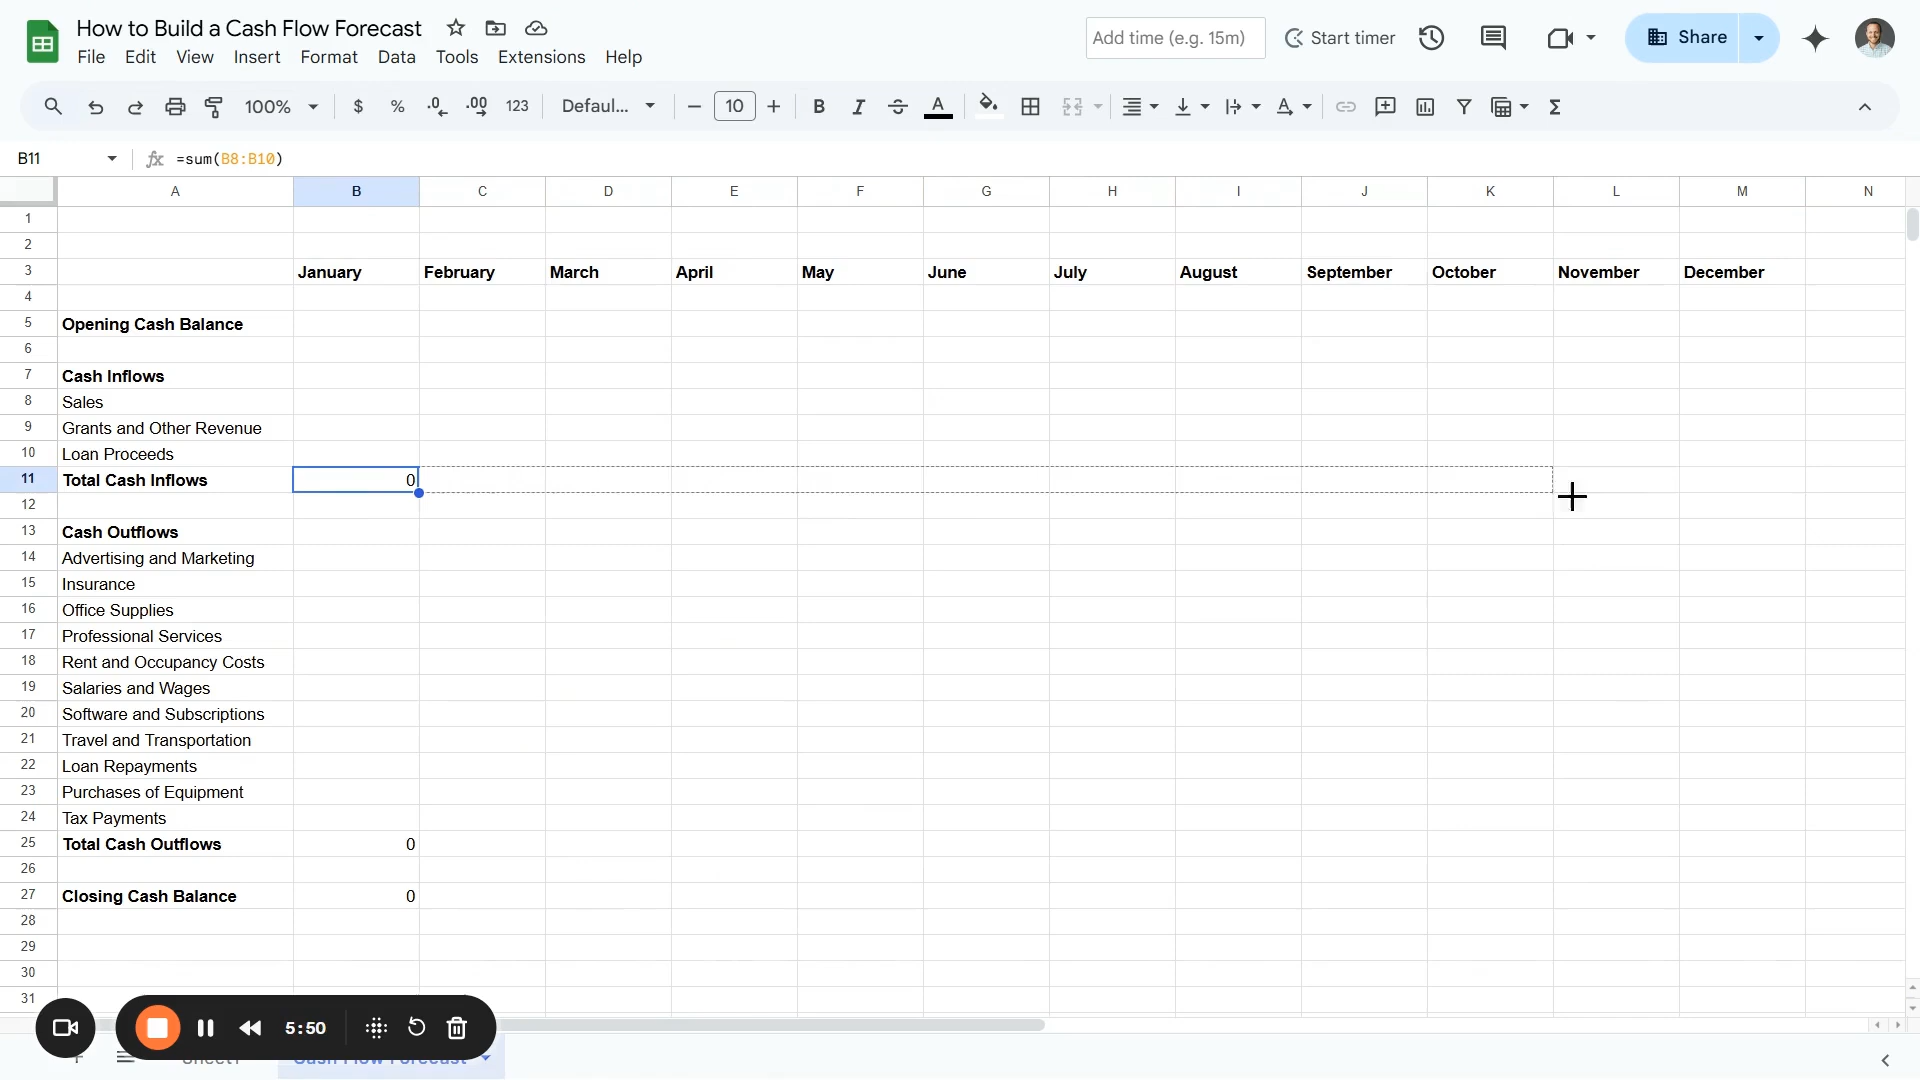 How to Build a Cash Flow Forecast
Add time (e.g. 15m)
Start timer
Share
File Edit View Insert Format Data Tools Extensions Help
100% $ % .0 .00 123 Defaul... 10 B I S A Σ
B11 fx =sum(B8:B10)
A B C D E F G H I J K L M N
1
2
3 January February March April May June July August September October November December
4
5 Opening Cash Balance
6
7 Cash Inflows
8 Sales
9 Grants and Other Revenue
10 Loan Proceeds
11 Total Cash Inflows 0
12
13 Cash Outflows
14 Advertising and Marketing
15 Insurance
16 Office Supplies
17 Professional Services
18 Rent and Occupancy Costs
19 Salaries and Wages
20 Software and Subscriptions
21 Travel and Transportation
22 Loan Repayments
23 Purchases of Equipment
24 Tax Payments
25 Total Cash Outflows 0
26
27 Closing Cash Balance 0
28
29
30
31
5:50
Sheet1 Cash Flow Forecast